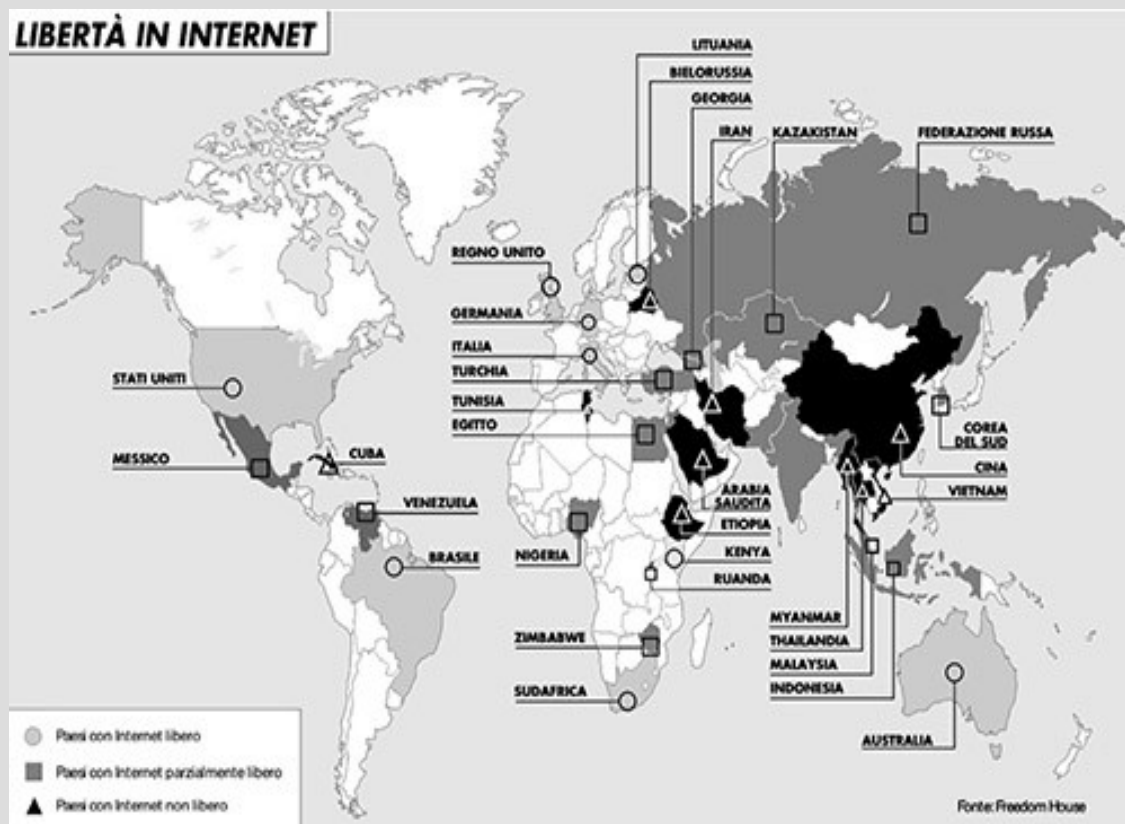 LIBERTÀ IN INTERNET
LITUANIA
BIELORUSSIA
GEORGIA
IRAN
KAZAKISTAN
FEDERAZIONE RUSSA
REGNO UNITO
GERMANIA
ITALIA
TURCHIA
TUNISIA
EGITTO
STATI UNITI
MESSICO
CUBA
VENEZUELA
BRASILE
NIGERIA
ARABIA
SAUDITA
ETIOPIA
KENYA
RUANDA
ZIMBABWE
SUDAFRICA
COREA
DEL SUD
CINA
VIETNAM
MYANMAR
THAILANDIA
MALAYSIA
INDONESIA
AUSTRALIA
Paesi con Internet libero
Paesi con Internet parzialmente libero
Paesi con Internet non libero
Fonte: Freedom House